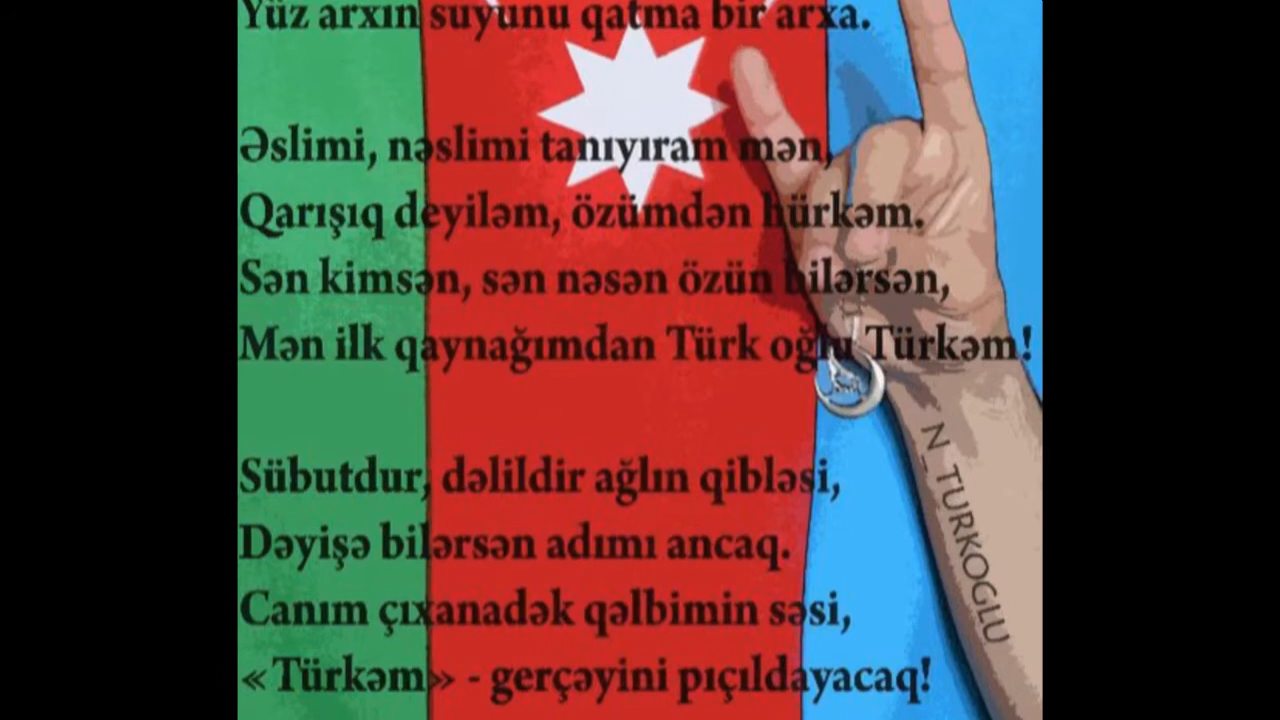 Yüz arxın suyunu qatma bir arxa.
Əslimi, nəslimi tanıyıram mən,
Qarışıq deyiləm, özümdən hürkəm.
Sən kimsən, sən nəsən özün bilərsən,
Mən ilk qaynağımdan Türk oğlu Türkəm!
Sübutdur, dəlildir ağlın qibləsi,
Dəyişə bilərsən adımı ancaq.
Canım çıxanadək qəlbimin səsi,
«Türkəm» - gerçəyini pıçıldayacaq!
N_TURKOGLU